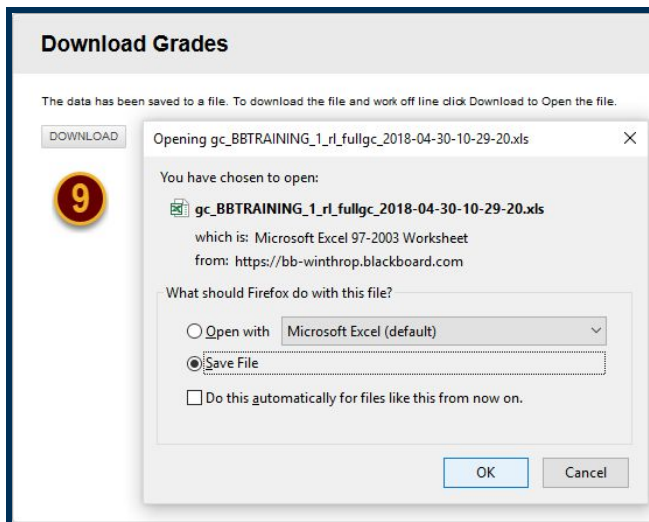 Download Grades
The data has been saved to a file. To download the file and work off line click Download to Open the file.
DOWNLOAD
9
Opening gc_BBTRAINING_1_rl_fullgc_2018-04-30-10-29-20.xls
You have chosen to open:
gc_BBTRAINING_1_rl_fullgc_2018-04-30-10-29-20.xls
which is: Microsoft Excel 97-2003 Worksheet
from: https://bb-winthrop.blackboard.com
What should Firefox do with this file?
Open with Microsoft Excel (default)
Save File
Do this automatically for files like this from now on.
OK Cancel